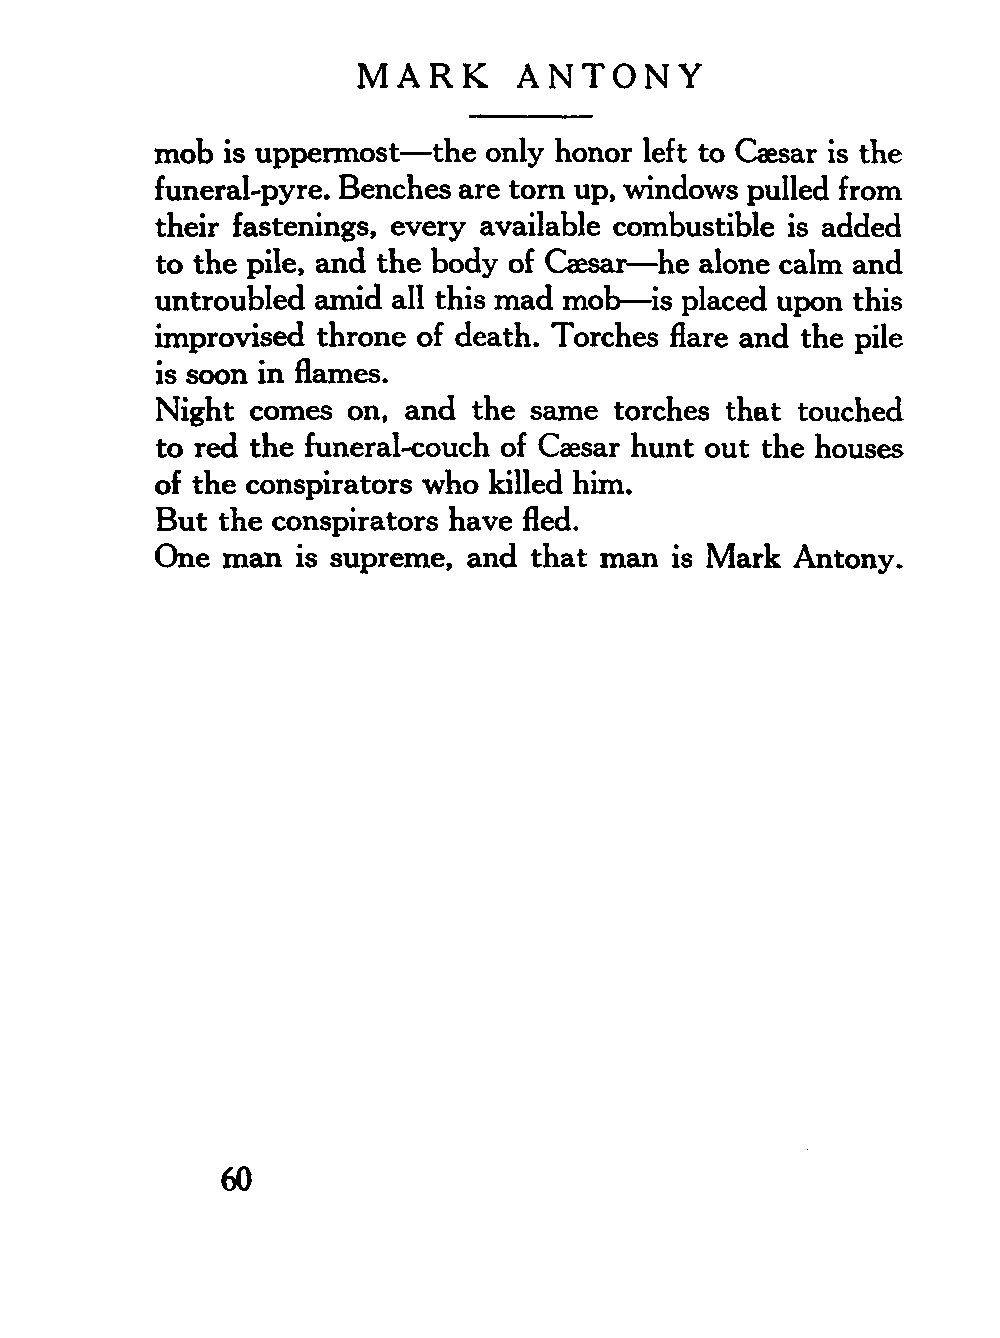 MARK ANTONY
mob is uppermost—the only honor left to Cæsar is the
funeral-pyre. Benches are torn up, windows pulled from
their fastenings, every available combustible is added
to the pile, and the body of Cæsar—he alone calm and
untroubled amid all this mad mob—is placed upon this
improvised throne of death. Torches flare and the pile
is soon in flames.
Night comes on, and the same torches that touched
to red the funeral-couch of Cæsar hunt out the houses
of the conspirators who killed him.
But the conspirators have fled.
One man is supreme, and that man is Mark Antony.
60